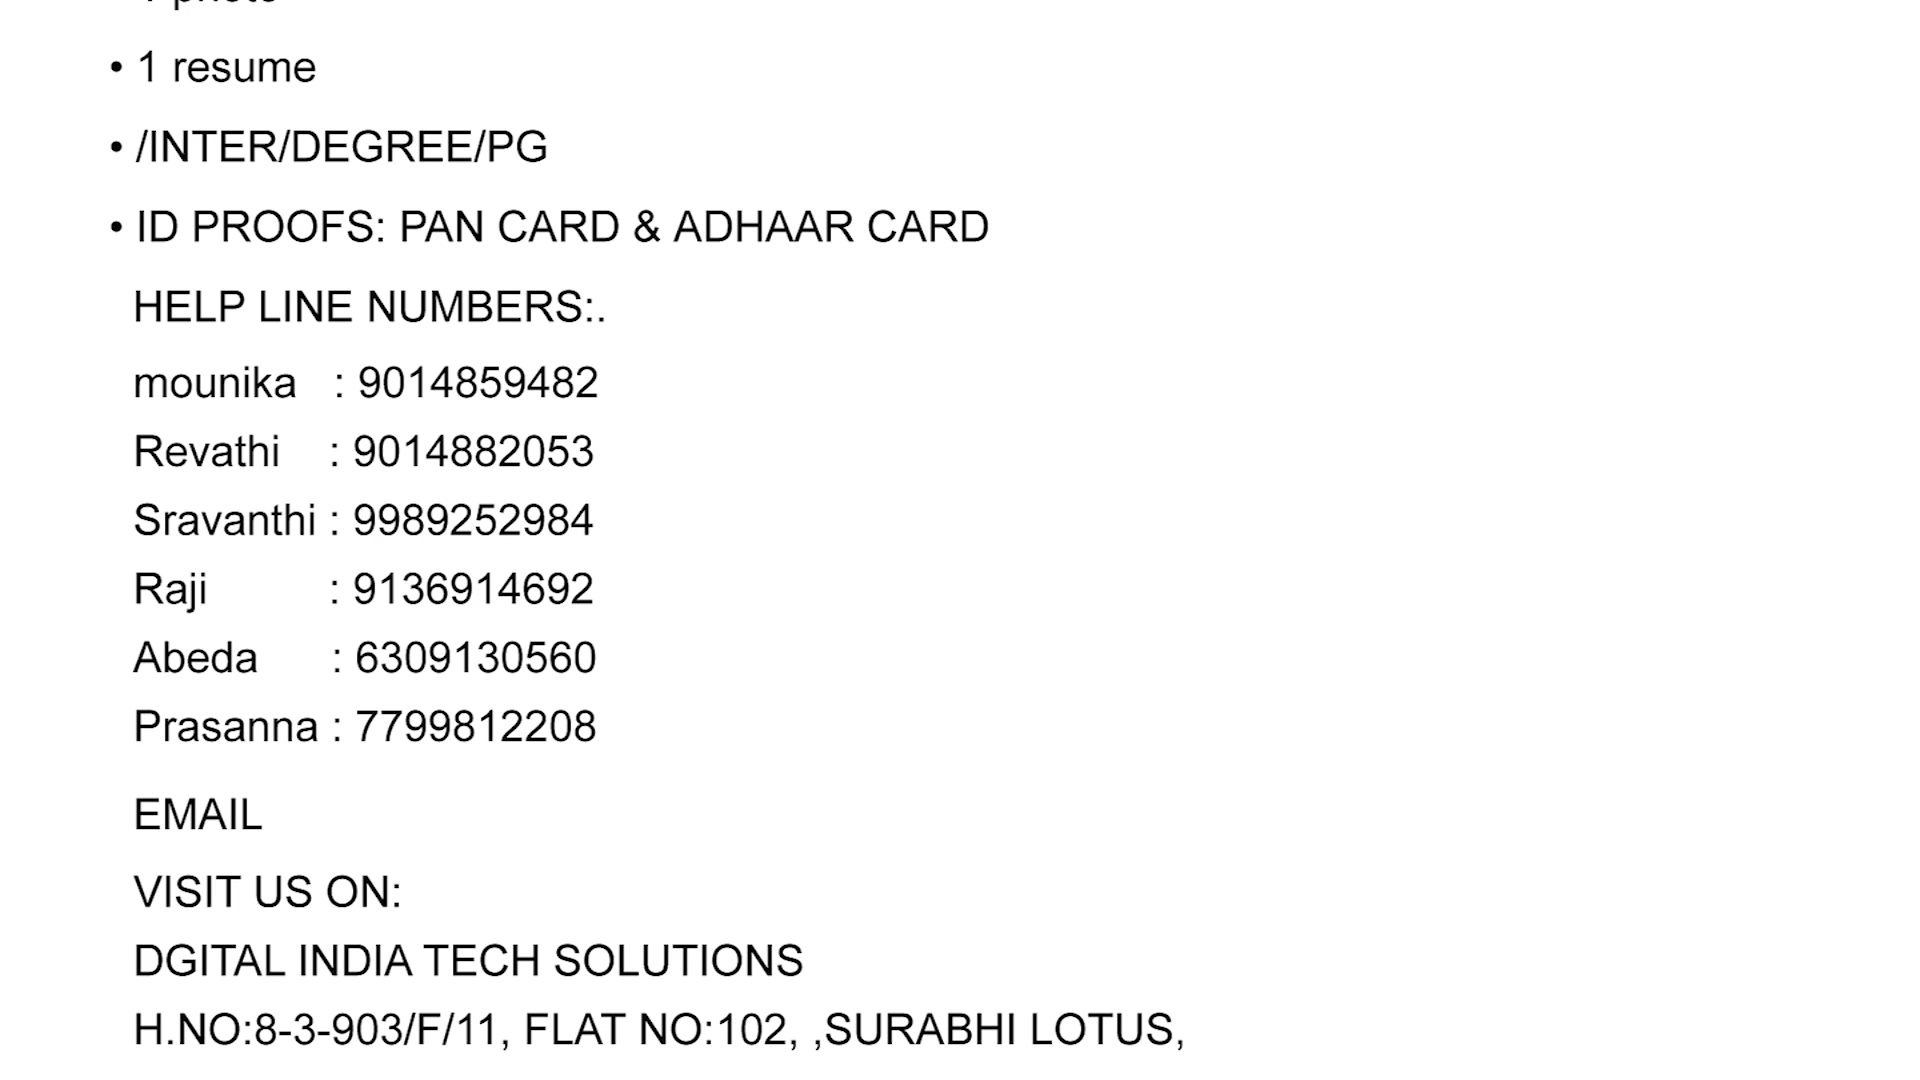 • 1 photo
• 1 resume
• /INTER/DEGREE/PG
• ID PROOFS: PAN CARD & ADHAAR CARD
HELP LINE NUMBERS:.
mounika : 9014859482
Revathi : 9014882053
Sravanthi : 9989252984
Raji : 9136914692
Abeda : 6309130560
Prasanna : 7799812208
EMAIL
VISIT US ON:
DGITAL INDIA TECH SOLUTIONS
H.NO:8-3-903/F/11, FLAT NO:102, ,SURABHI LOTUS,